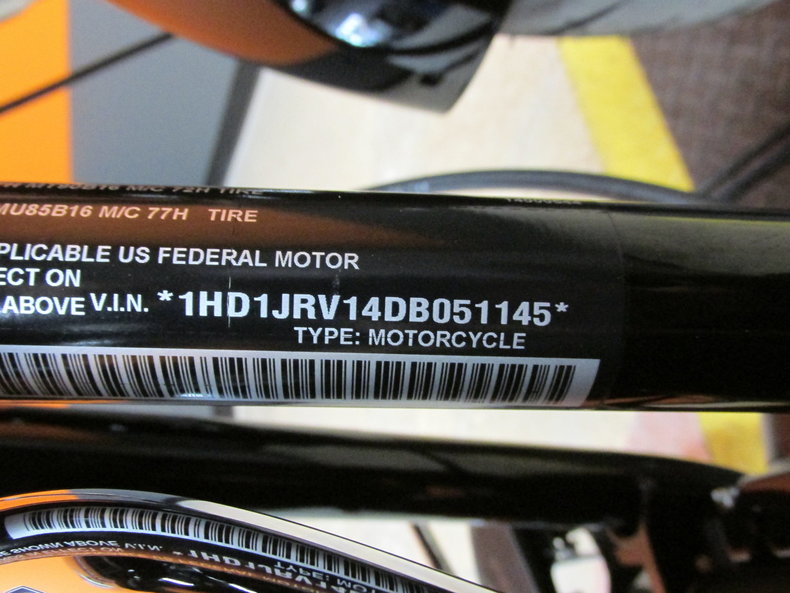 MU85B16 M/C 77H TIRE
PLICABLE US FEDERAL MOTOR
ECT ON
ABOVE V.I.N. *1HD1JRV14DB051145*
TYPE: MOTORCYCLE